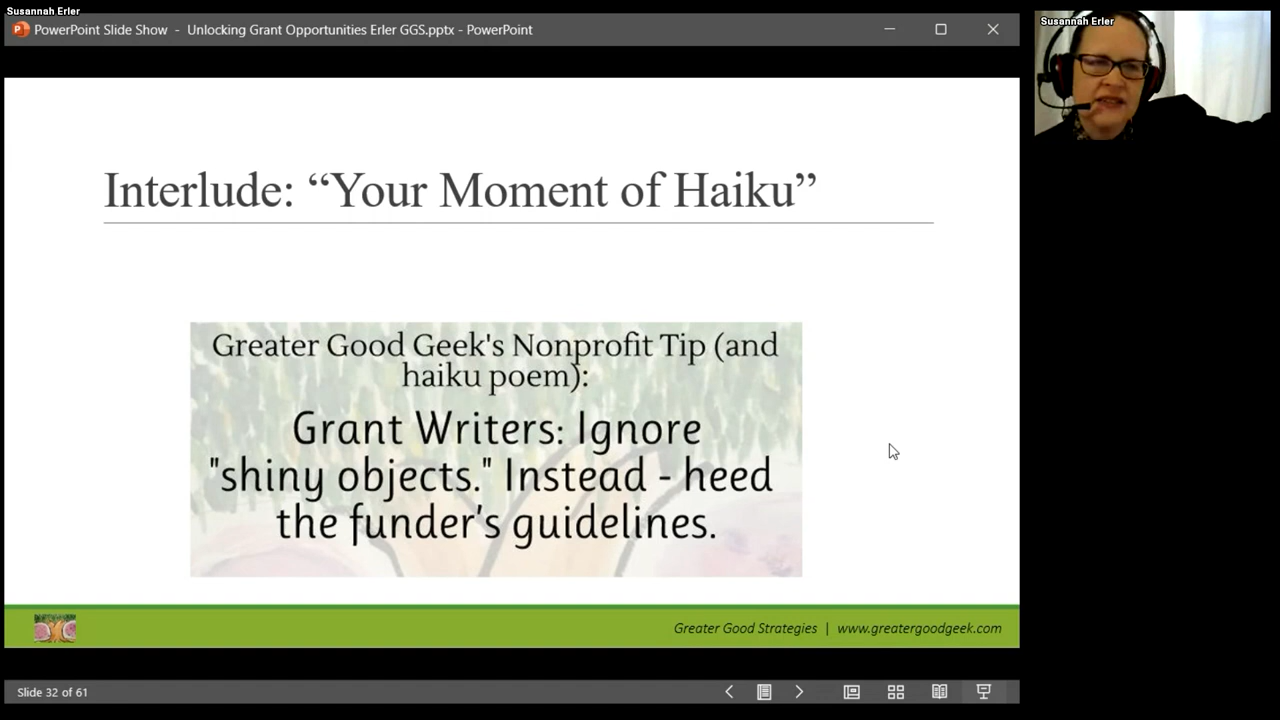 Susannah Erler
PowerPoint Slide Show - Unlocking Grant Opportunities Erler GGS.pptx - PowerPoint
Susannah Erler
Interlude: “Your Moment of Haiku”
Greater Good Geek's Nonprofit Tip (and
haiku poem):
Grant Writers: Ignore
"shiny objects." Instead - heed
the funder's guidelines.
Greater Good Strategies | www.greatergoodgeek.com
Slide 32 of 61